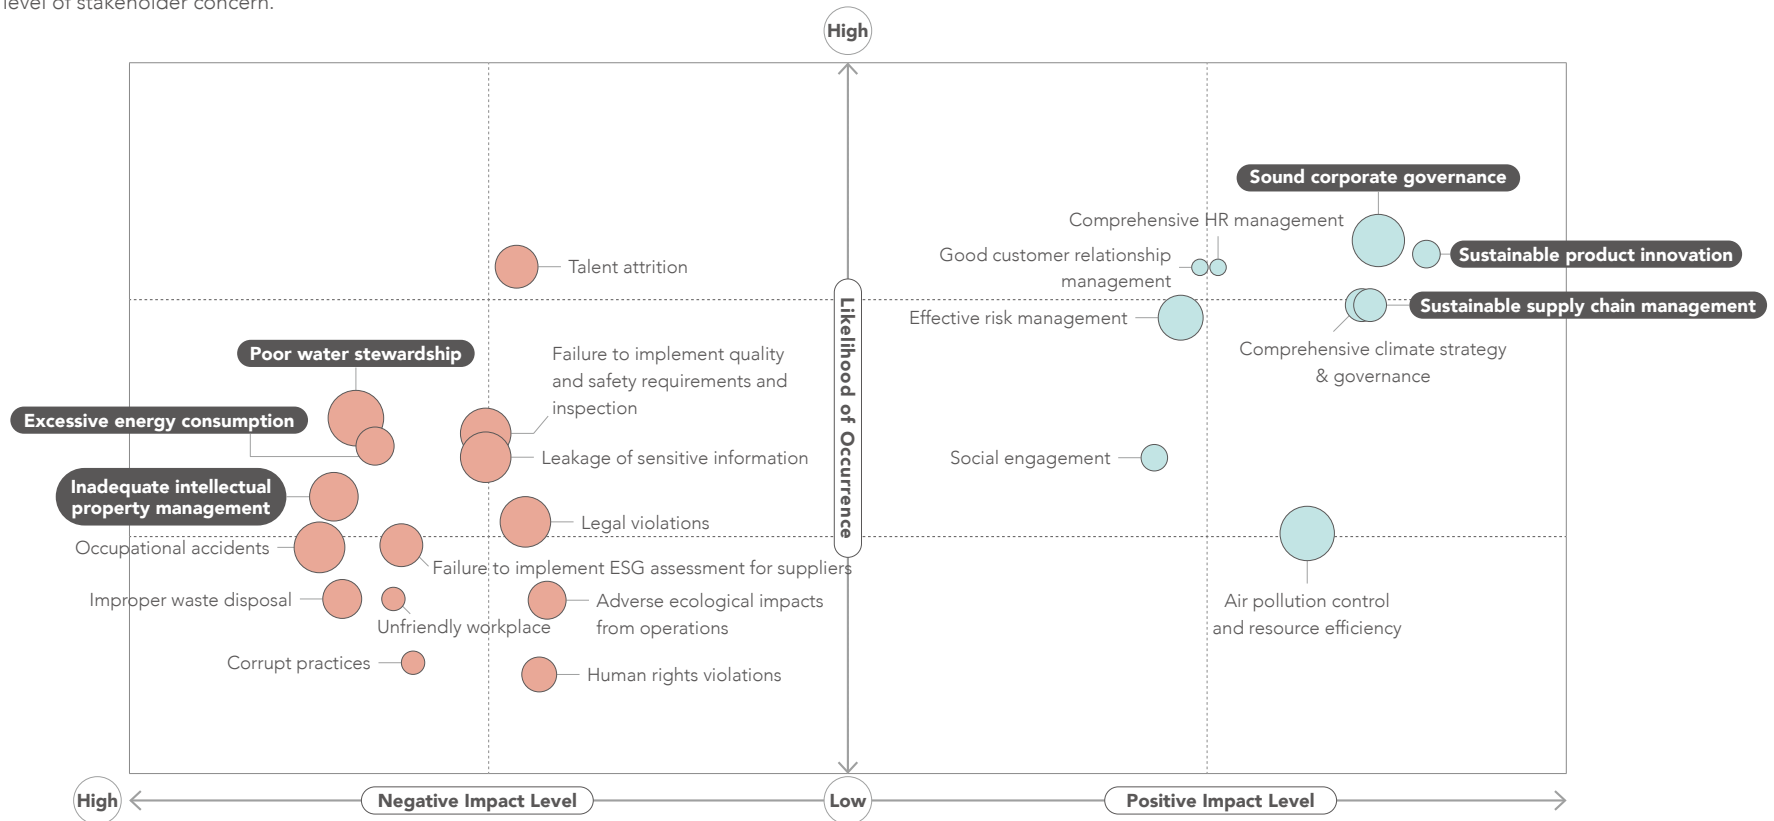 level of stakeholder concern.
High
Sound corporate governance
Comprehensive HR management
Good customer relationship
management
Sustainable product innovation
Talent attrition
Sustainable supply chain management
Effective risk management
Comprehensive climate strategy
& governance
Likelihood of Occurrence
Poor water stewardship
Failure to implement quality
and safety requirements and
inspection
Excessive energy consumption
Leakage of sensitive information
Social engagement
Inadequate intellectual
property management
Legal violations
Occupational accidents
Failure to implement ESG assessment for suppliers
Improper waste disposal
Unfriendly workplace
Adverse ecological impacts
from operations
Air pollution control
and resource efficiency
Corrupt practices
Human rights violations
High
Negative Impact Level
Low
Positive Impact Level